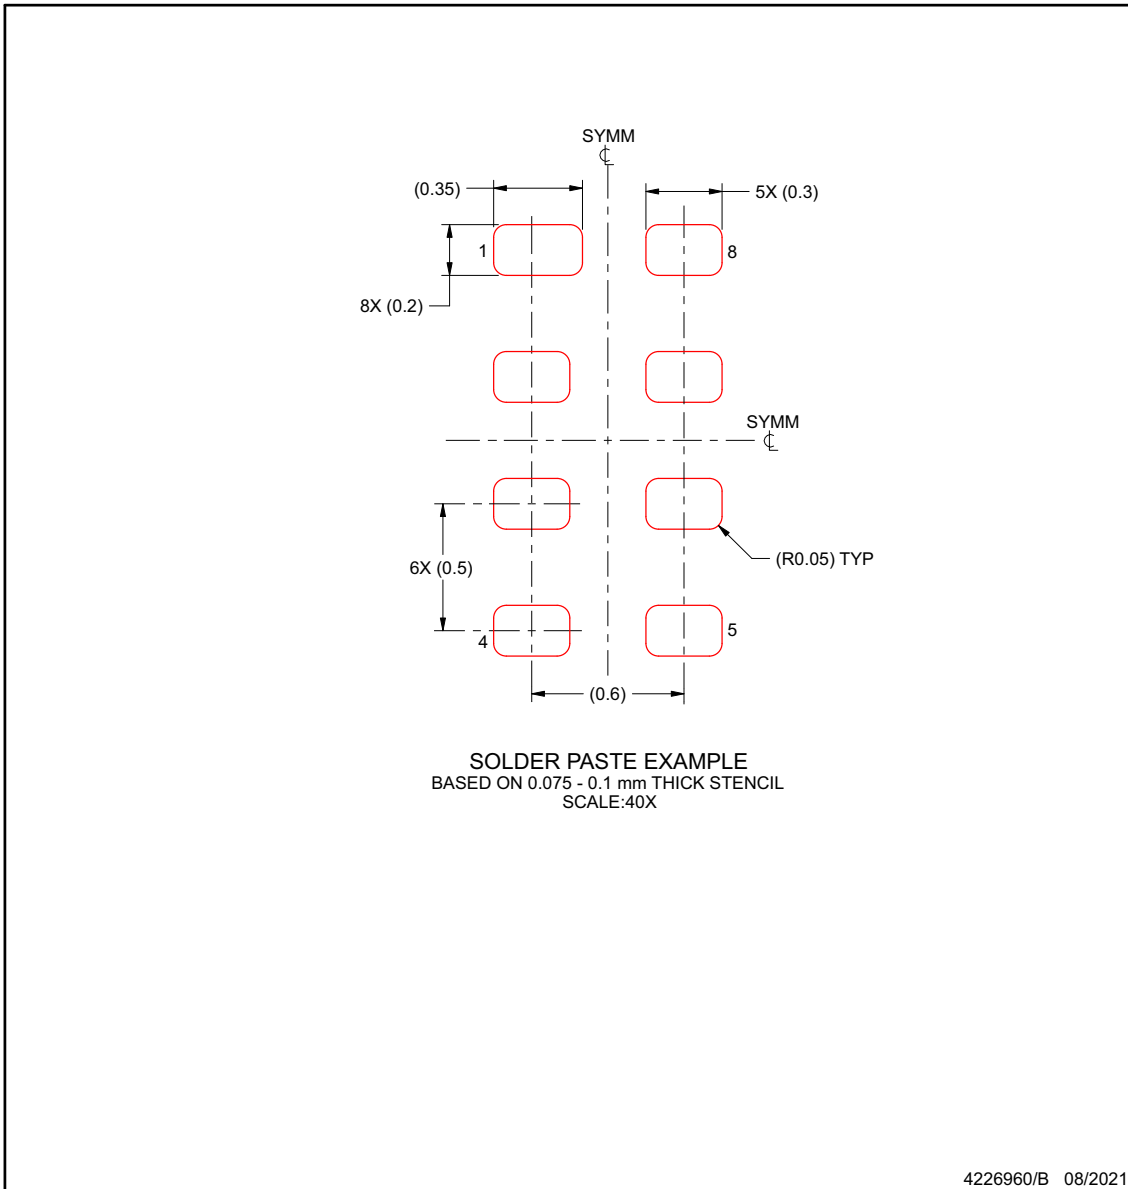 SYMM
(0.35)
5X (0.3)
1
8
8X (0.2)
SYMM
(R0.05) TYP
6X (0.5)
4
5
(0.6)
SOLDER PASTE EXAMPLE
BASED ON 0.075 - 0.1 mm THICK STENCIL
SCALE:40X
4226960/B 08/2021